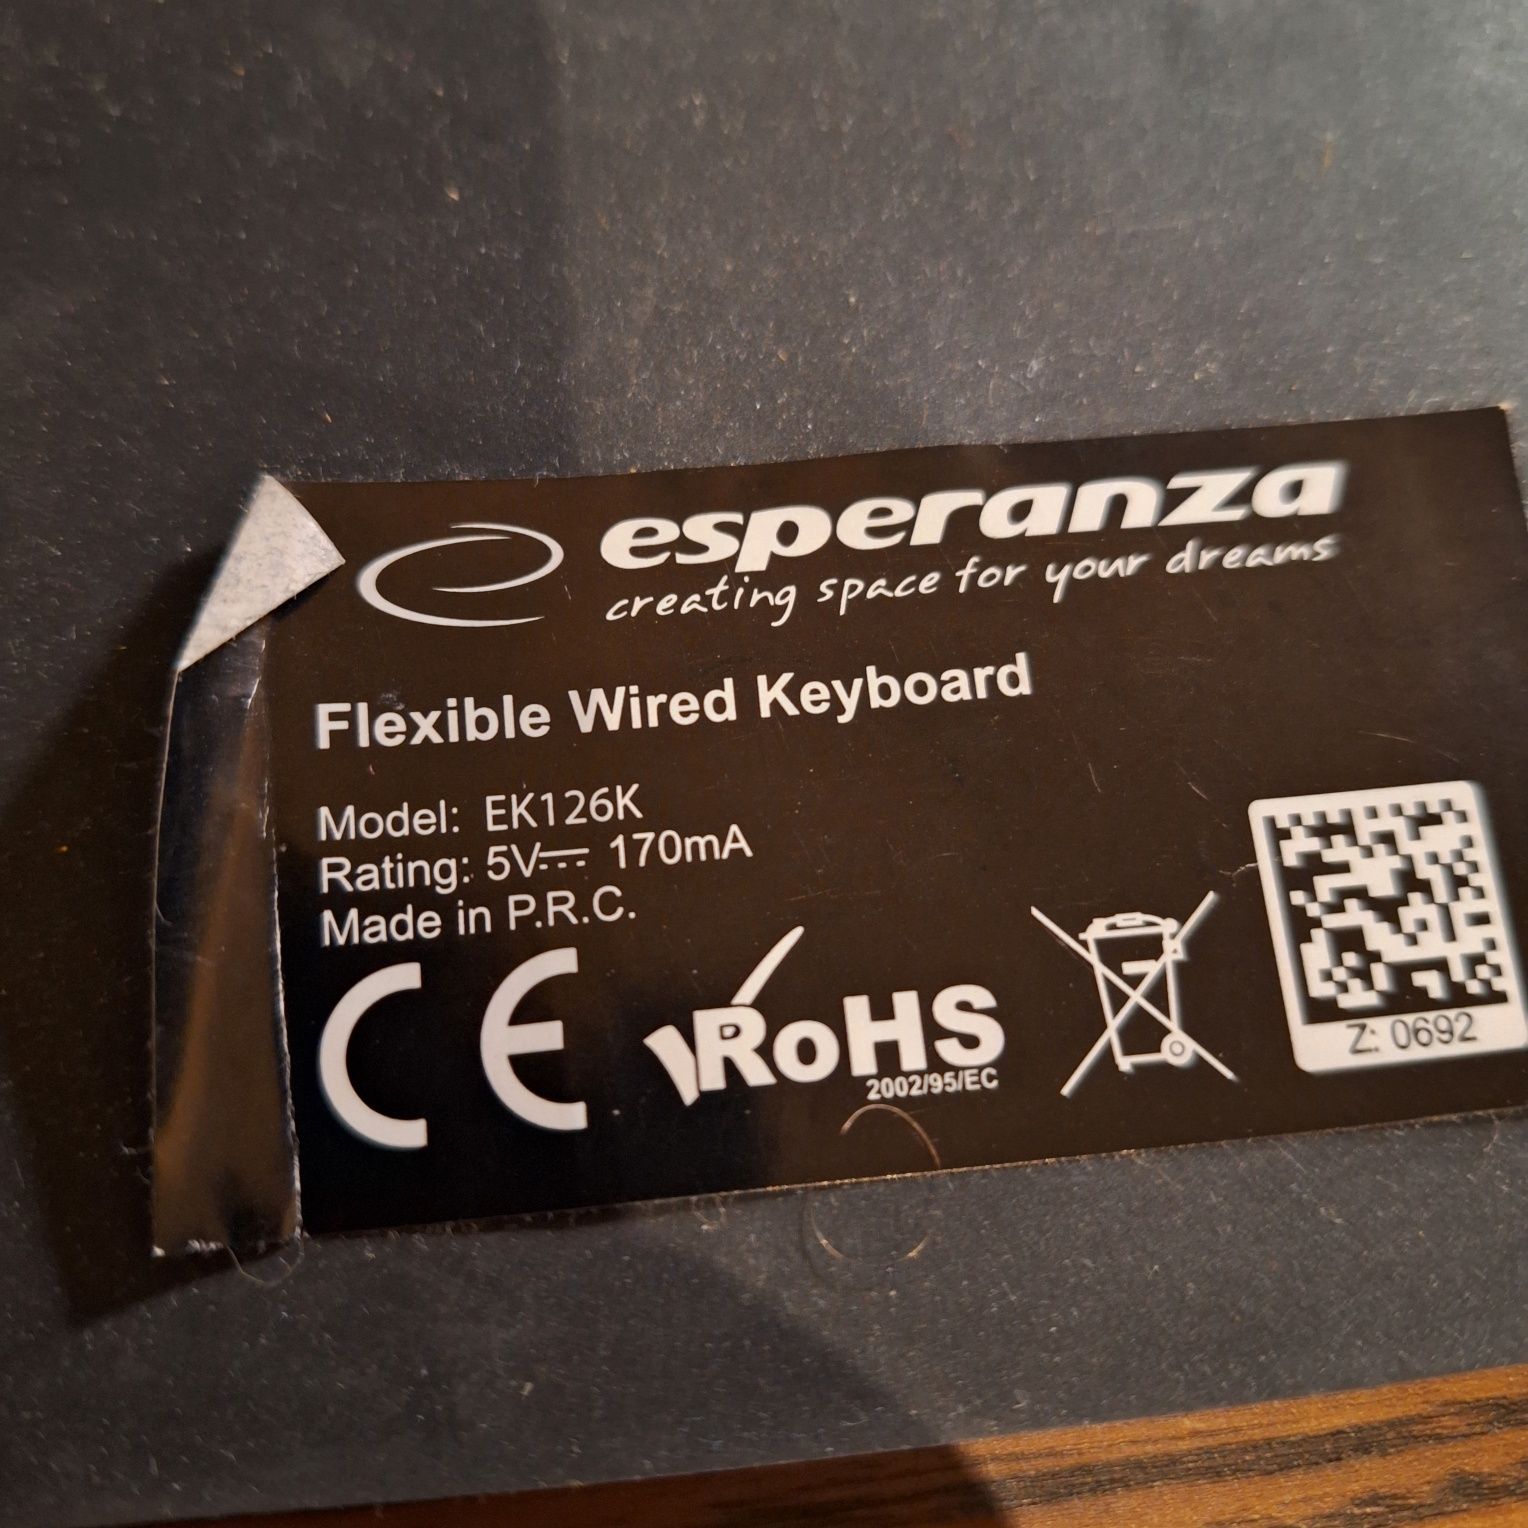 esperanza
creating space for your dreams
Flexible Wired Keyboard
Model: EK126K
Rating: 5V⎓ 170mA
Made in P.R.C.
CE
RoHS
2002/95/EC
Z: 0692